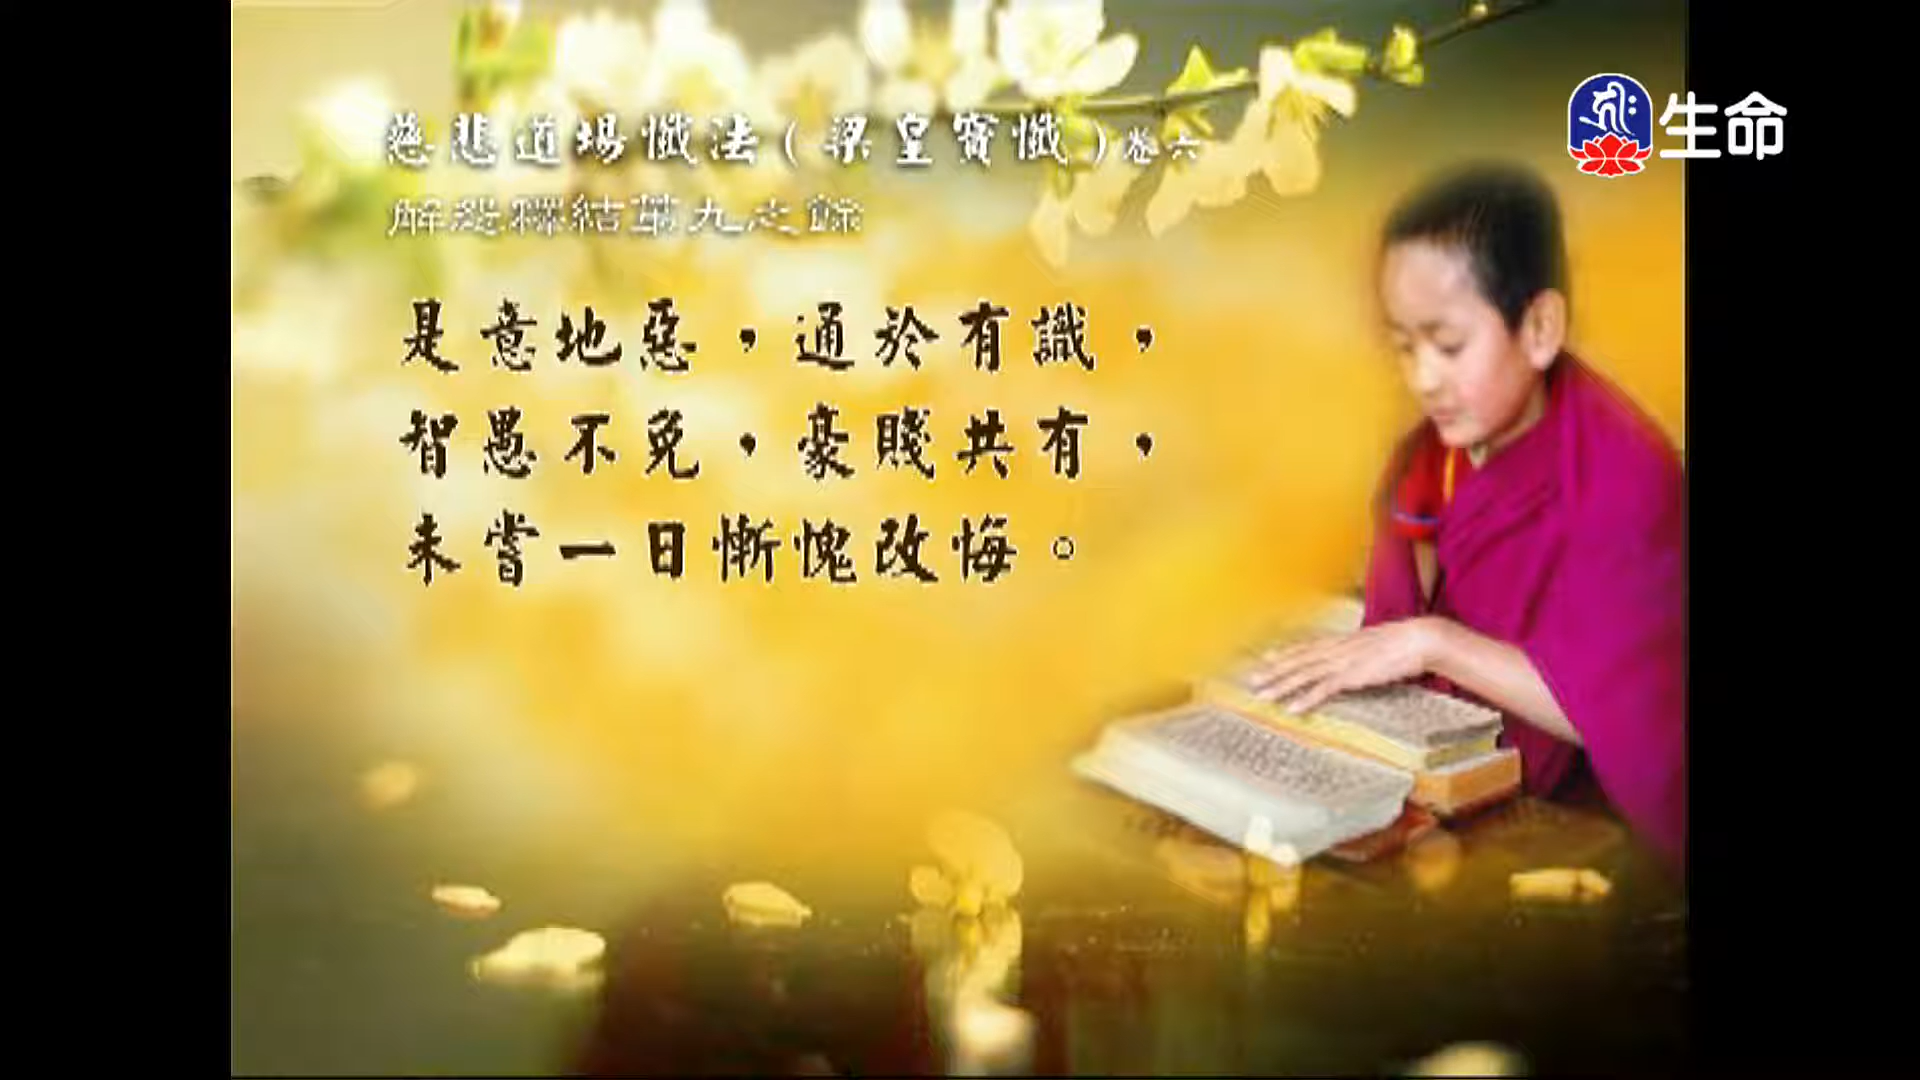 慈悲道場懺法(梁皇寶懺)卷六
解冤釋結第九之餘
是意地惡，通於有識，
智愚不免，豪賤共有，
未嘗一日慚愧改悔。
生命